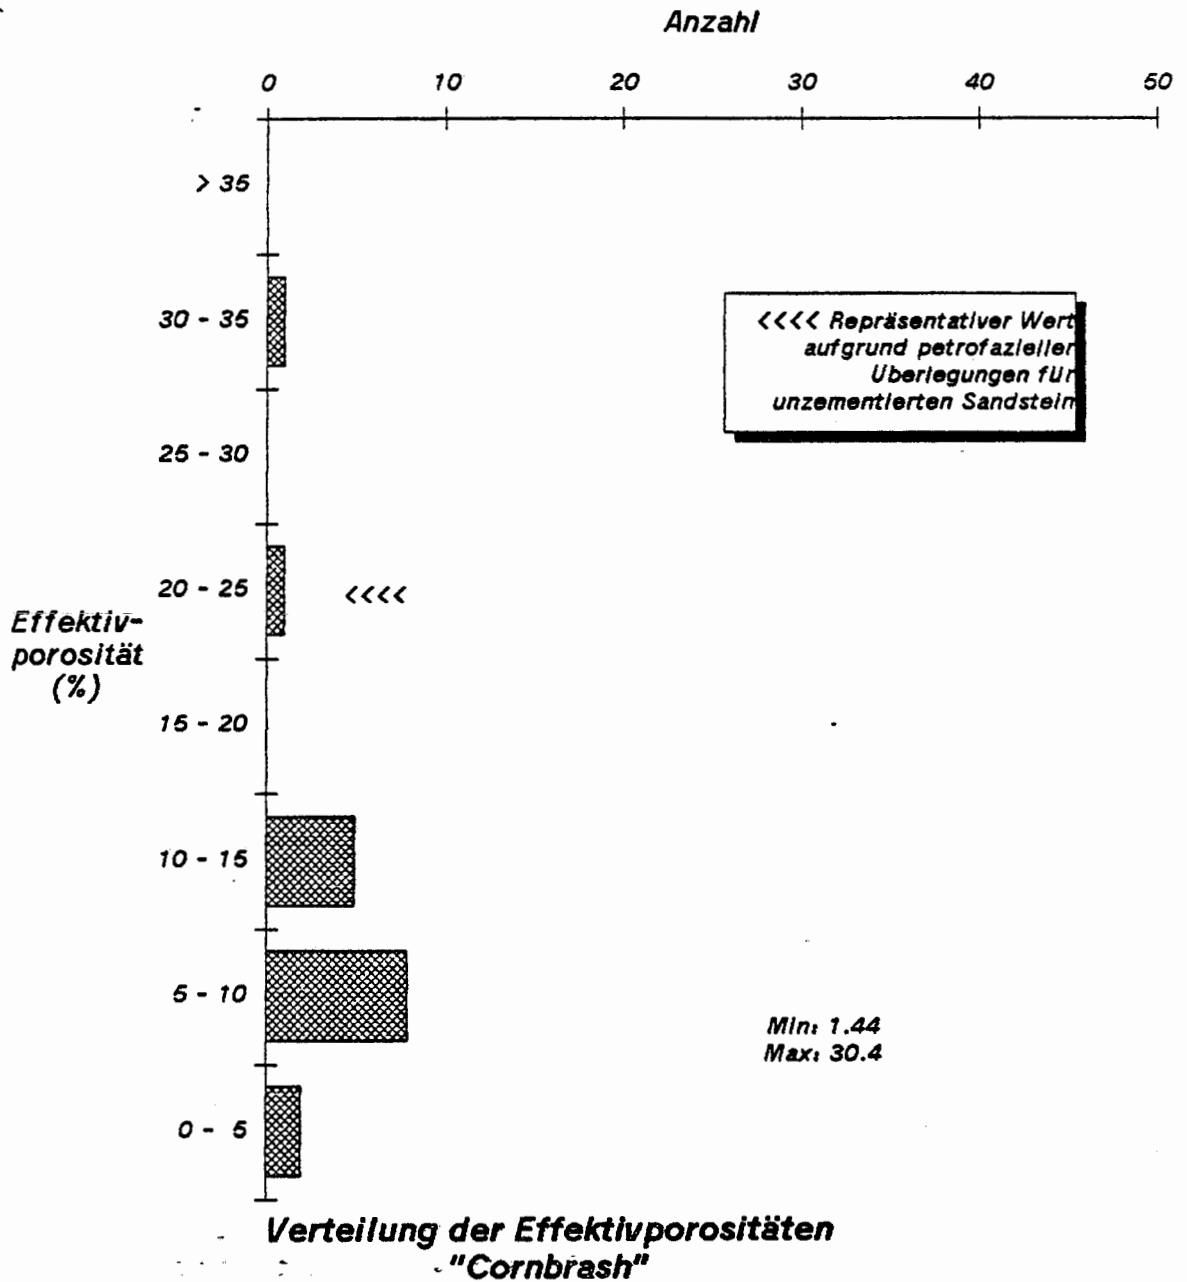 Anzahl
0 10 20 30 40 50
> 35
30 - 35
<<<< Repräsentativer Wert
aufgrund petrofazieller
Überlegungen für
unzementierten Sandstein
25 - 30
20 - 25 <<<<
Effektiv-
porosität
(%)
15 - 20
10 - 15
5 - 10
Min: 1.44
Max: 30.4
0 - 5
Verteilung der Effektivporositäten
"Cornbrash"